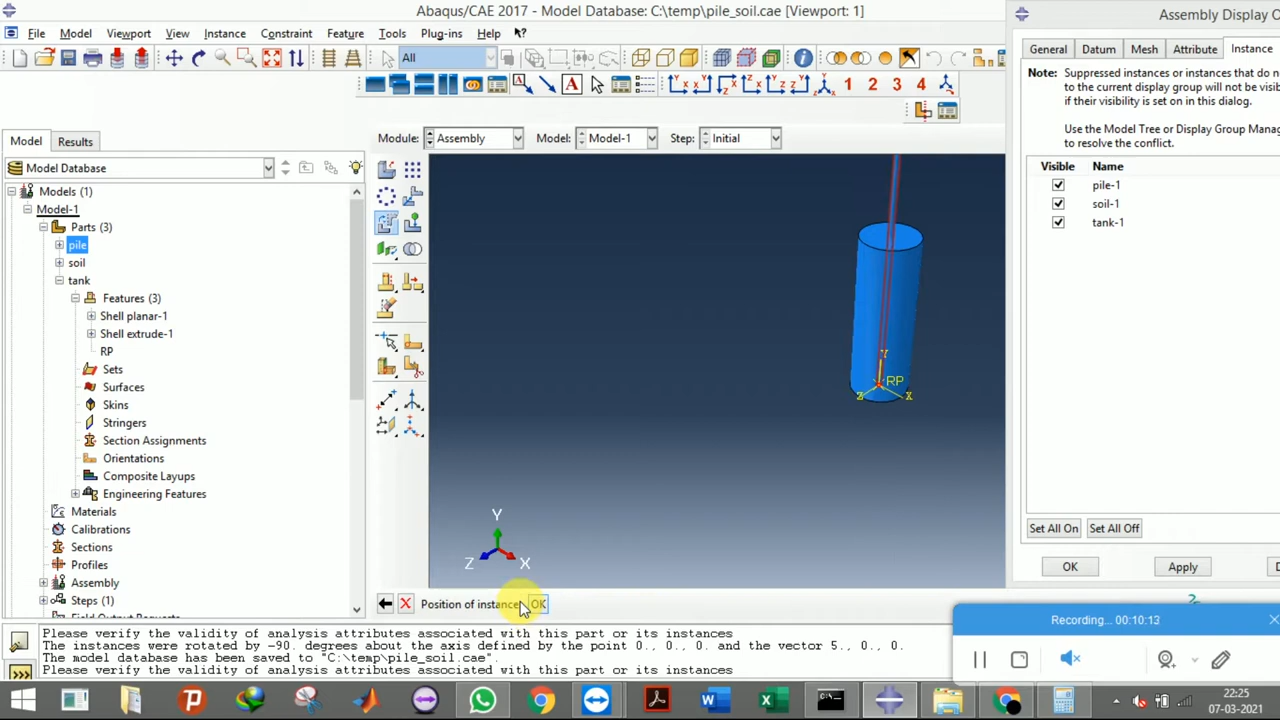 Abaqus/CAE 2017 - Model Database: C:\temp\pile_soil.cae [Viewport: 1]
File Model Viewport View Instance Constraint Feature Tools Plug-ins Help
All
1 2 3 4
Model Results
Module: Assembly Model: Model-1 Step: Initial
Model Database
Models (1)
Model-1
Parts (3)
pile
soil
tank
Features (3)
Shell planar-1
Shell extrude-1
RP
Sets
Surfaces
Skins
Stringers
Section Assignments
Orientations
Composite Layups
Engineering Features
Materials
Calibrations
Sections
Profiles
Assembly
Steps (1)
Field Output Requests
Y
RP
Z X
Y
Z X
Position of instance OK
Assembly Display
General Datum Mesh Attribute Instance
Note: Suppressed instances or instances that do n
to the current display group will not be visib
if their visibility is set on in this dialog.
Use the Model Tree or Display Group Mana
to resolve the conflict.
Visible Name
pile-1
soil-1
tank-1
Set All On Set All Off
OK Apply D
Please verify the validity of analysis attributes associated with this part or its instances
The instances were rotated by -90. degrees about the axis defined by the point 0., 0., 0. and the vector 5., 0., 0.
The model database has been saved to "C:\temp\pile_soil.cae".
Please verify the validity of analysis attributes associated with this part or its instances
Recording... 00:10:13
22:25
07-05-2021